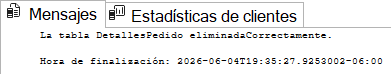 Mensajes Estadísticas de clientes
La tabla DetallesPedido eliminadaCorrectamente.
Hora de finalización: 2026-06-04T19:35:27.9253002-06:00